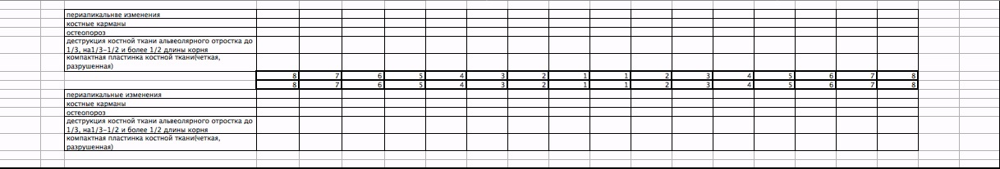 периапикальнве изменения
костные карманы
остеопороз
деструкция костной ткани альвеолярного отростка до
1/3, на1/3-1/2 и более 1/2 длины корня
компактная пластинка костной ткани(четкая,
разрушенная)
8 7 6 5 4 3 2 1 1 2 3 4 5 6 7 8
8 7 6 5 4 3 2 1 1 2 3 4 5 6 7 8
периапикальные изменения
костные карманы
остеопороз
деструкция костной ткани альвеолярного отростка до
1/3, на1/3-1/2 и более 1/2 длины корня
компактная пластинка костной ткани(четкая,
разрушенная)